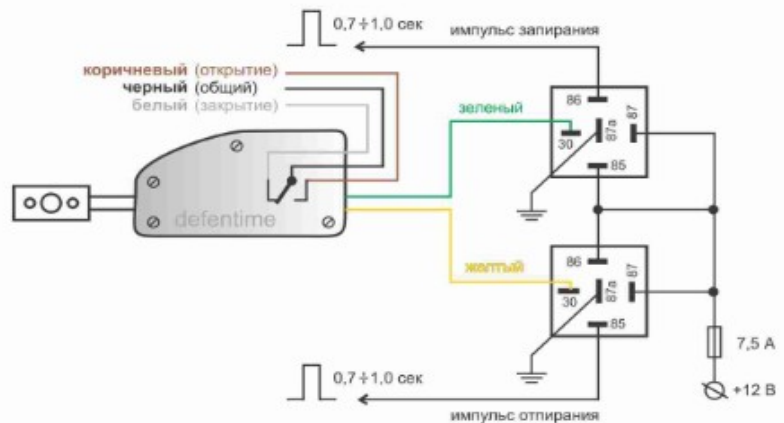 0,7÷1,0 сек
импульс запирания
коричневый (открытие)
черный (общий)
белый (закрытие)
зеленый
86
87
87a
30
85
defentime
желтый
86
87
87a
30
85
7,5 А
+12 В
0,7÷1,0 сек
импульс отпирания